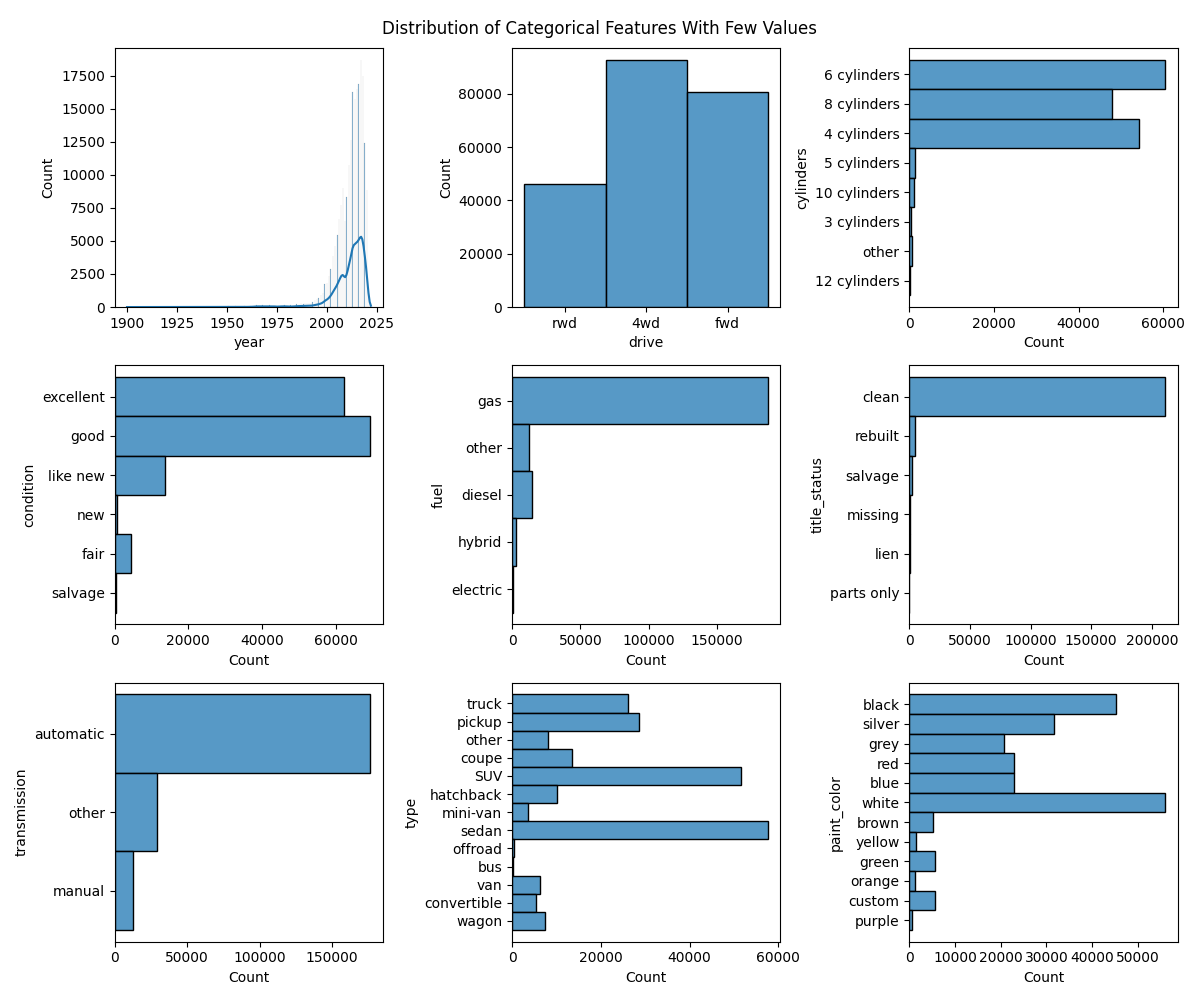 Distribution of Categorical Features With Few Values
17500
15000
12500
10000
7500
5000
2500
0
Count
1900 1925 1950 1975 2000 2025
year
80000
60000
40000
20000
0
Count
rwd 4wd fwd
drive
6 cylinders
8 cylinders
4 cylinders
5 cylinders
10 cylinders
3 cylinders
other
12 cylinders
cylinders
0 20000 40000 60000
Count
excellent
good
like new
new
fair
salvage
condition
0 20000 40000 60000
Count
gas
other
diesel
hybrid
electric
fuel
0 50000 100000 150000
Count
clean
rebuilt
salvage
missing
lien
parts only
title_status
0 50000 100000 150000 200000
Count
automatic
other
manual
transmission
0 50000 100000 150000
Count
truck
pickup
other
coupe
SUV
hatchback
mini-van
sedan
offroad
bus
van
convertible
wagon
type
0 20000 40000 60000
Count
black
silver
grey
red
blue
white
brown
yellow
green
orange
custom
purple
paint_color
0 10000 20000 30000 40000 50000
Count